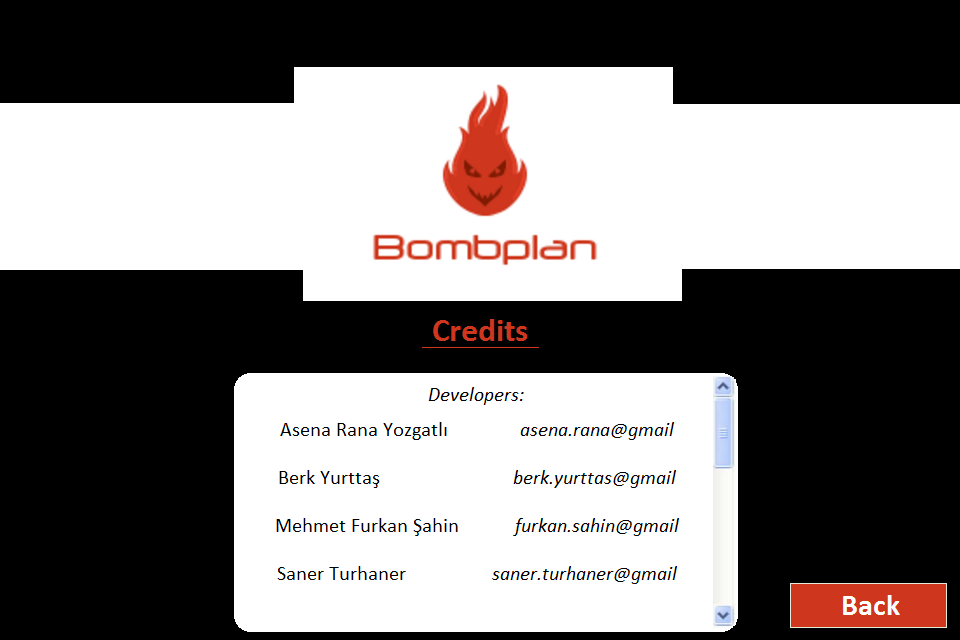 Bombplan
Credits
Developers:
Asena Rana Yozgatlı asena.rana@gmail
Berk Yurttaş berk.yurttas@gmail
Mehmet Furkan Şahin furkan.sahin@gmail
Saner Turhaner saner.turhaner@gmail
Back